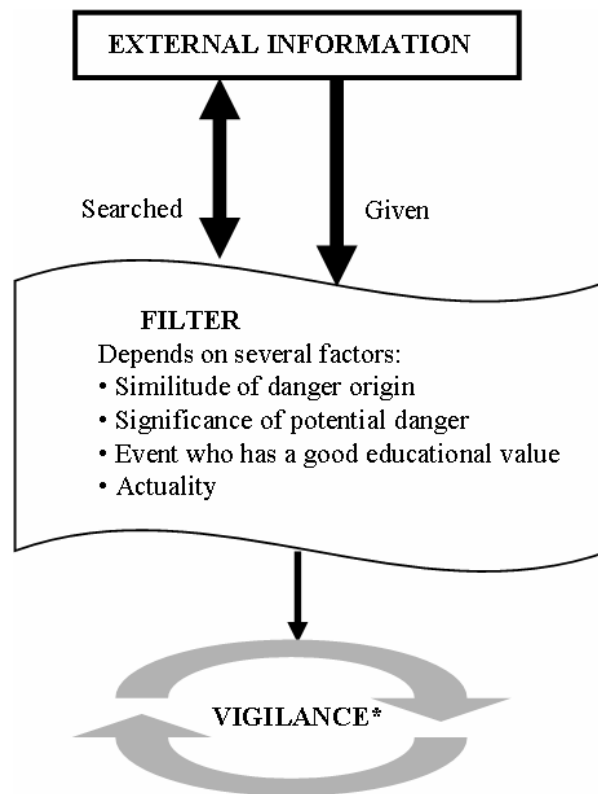 EXTERNAL INFORMATION
Searched
Given
FILTER
Depends on several factors:
• Similitude of danger origin
• Significance of potential danger
• Event who has a good educational value
• Actuality
VIGILANCE*